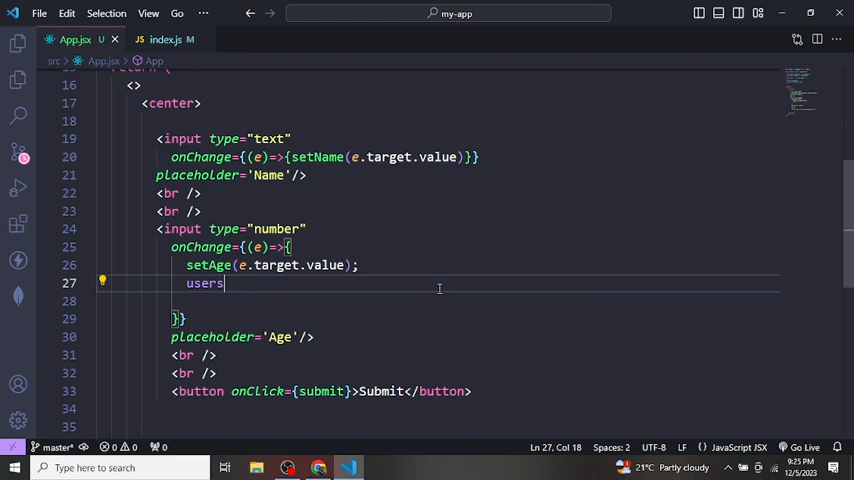 File Edit Selection View Go ... my-app
App.jsx U JS index.js M
src > App.jsx > App
return (
16 <>
17 <center>
18
19 <input type="text"
20 onChange={(e)=>{setName(e.target.value)}}
21 placeholder='Name'/>
22 <br />
23 <br />
24 <input type="number"
25 onChange={(e)=>{
26 setAge(e.target.value);
27 users
28
29 }}
30 placeholder='Age'/>
31 <br />
32 <br />
33 <button onClick={submit}>Submit</button>
34
35
master* 0 0 0 Ln 27, Col 18 Spaces: 2 UTF-8 LF {} JavaScript JSX Go Live
Type here to search 21°C Partly cloudy 9:25 PM
12/5/2023